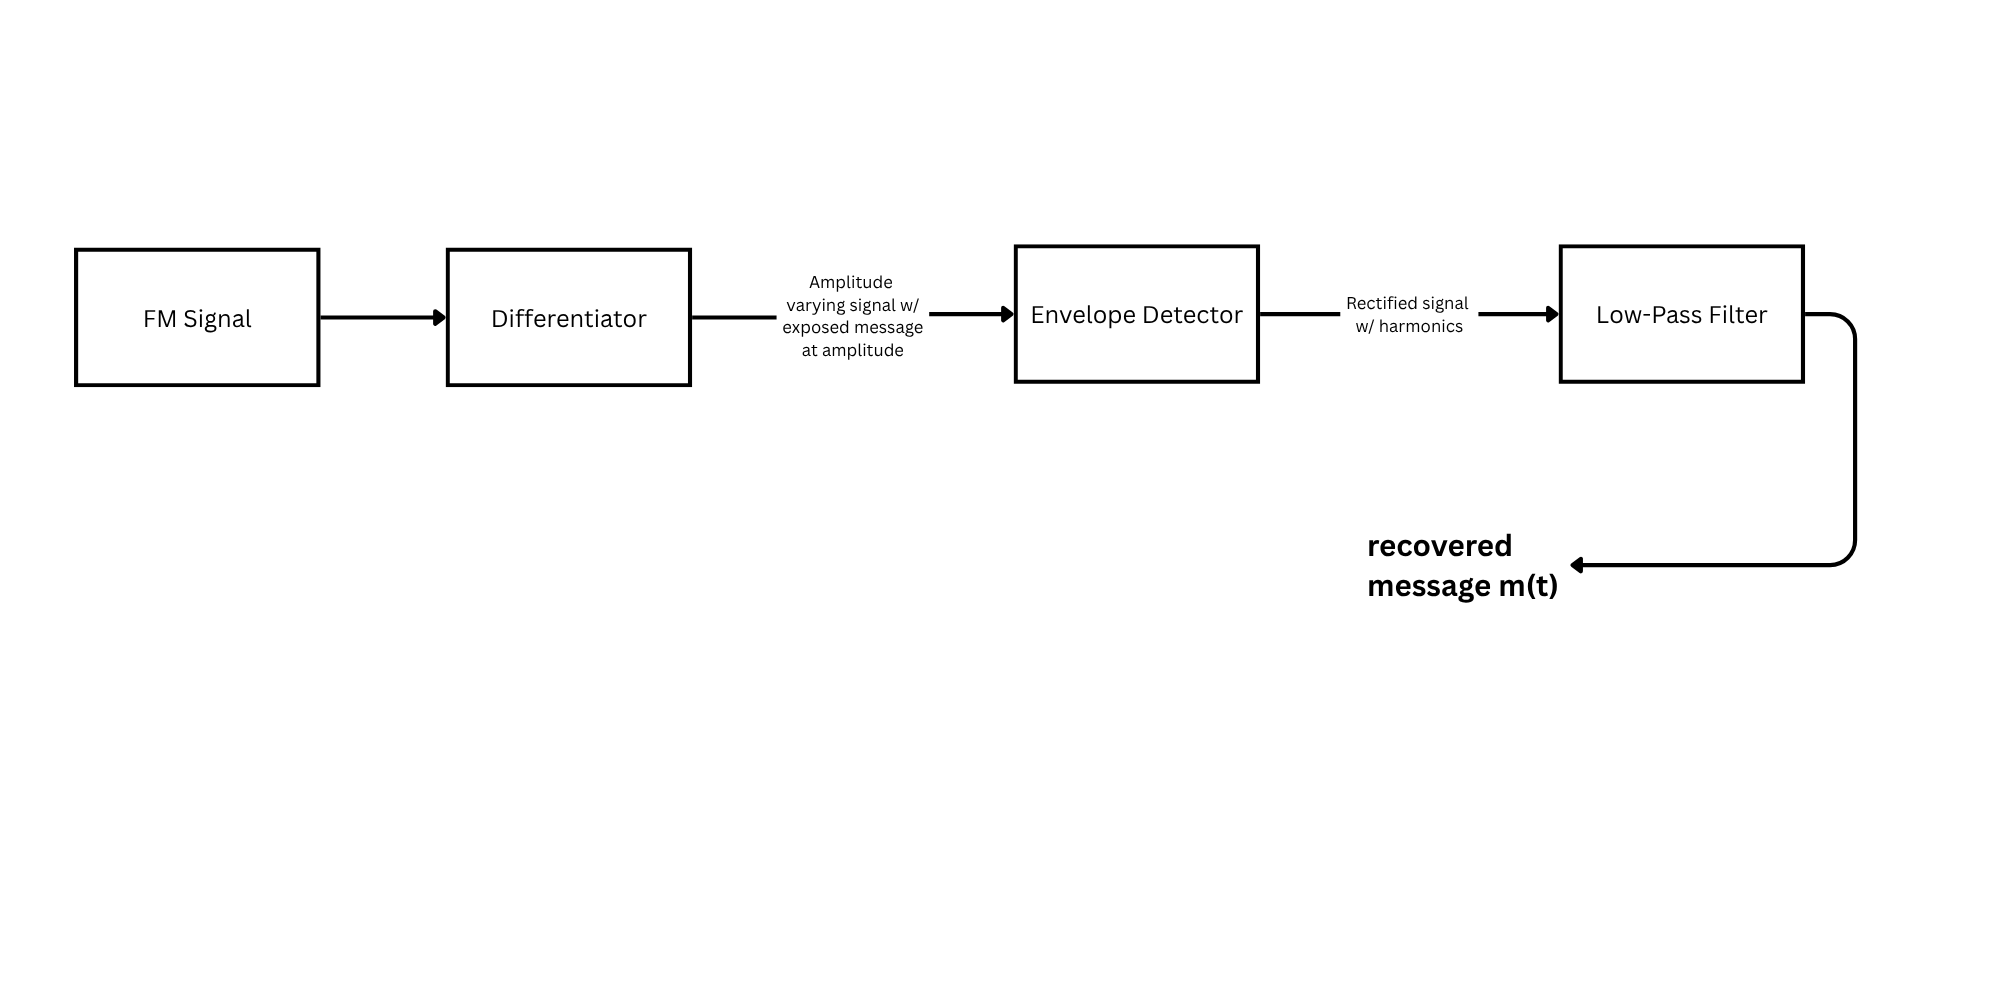 FM Signal
Differentiator
Amplitude
varying signal w/
exposed message
at amplitude
Envelope Detector
Rectified signal
w/ harmonics
Low-Pass Filter
recovered
message m(t)